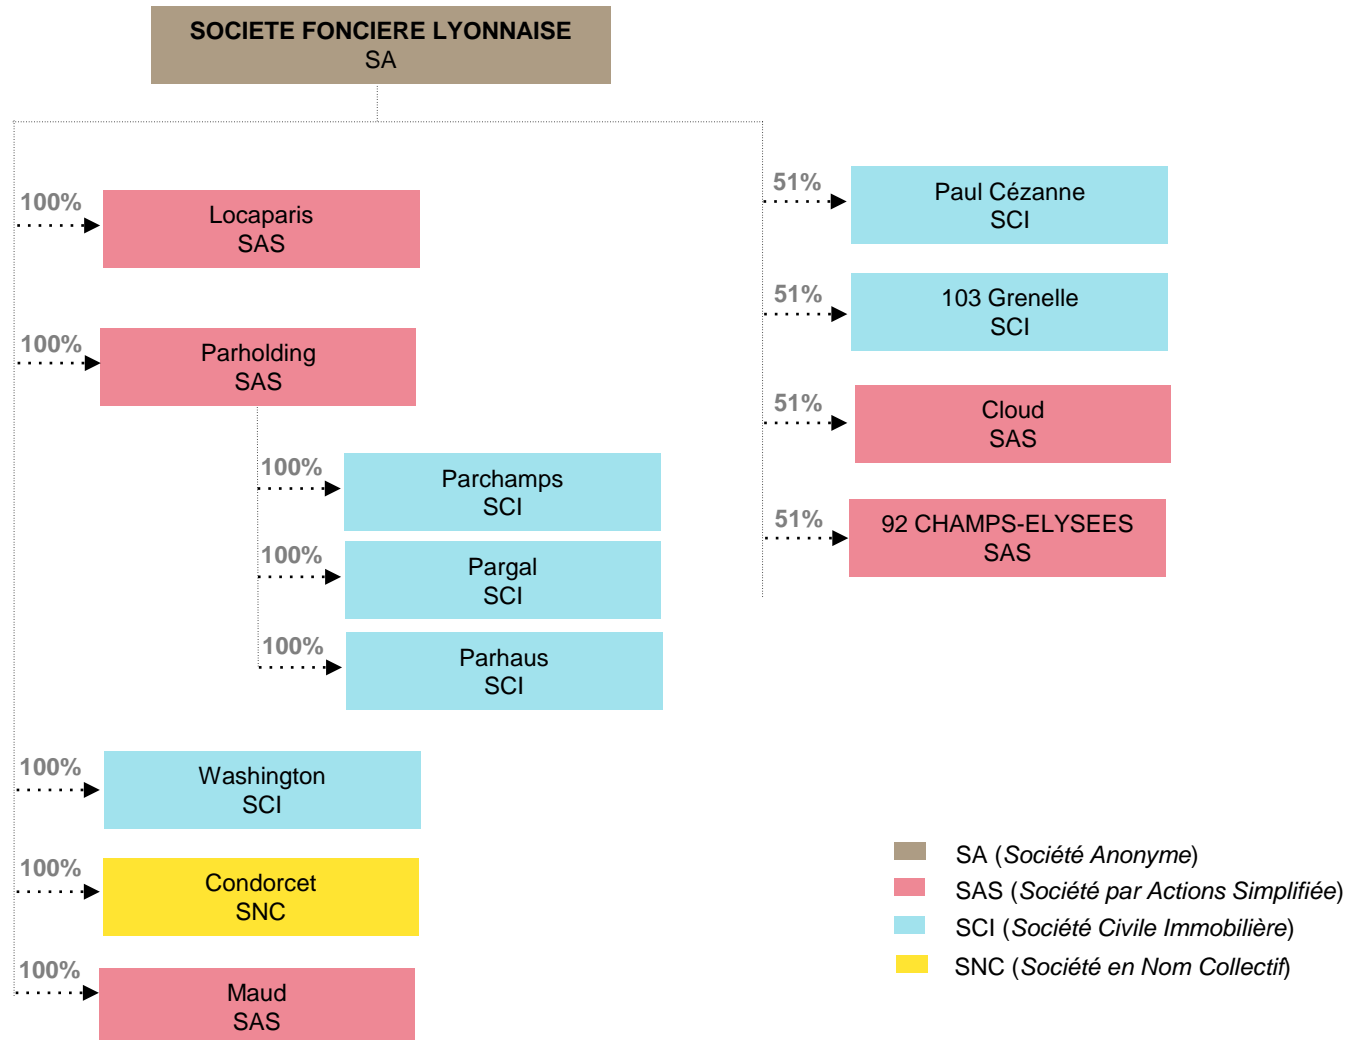 SOCIETE FONCIERE LYONNAISE
SA
100%
Locaparis
SAS
100%
Parholding
SAS
100%
Parchamps
SCI
100%
Pargal
SCI
100%
Parhaus
SCI
100%
Washington
SCI
100%
Condorcet
SNC
100%
Maud
SAS
51%
Paul Cézanne
SCI
51%
103 Grenelle
SCI
51%
Cloud
SAS
51%
92 CHAMPS-ELYSEES
SAS
SA (Société Anonyme)
SAS (Société par Actions Simplifiée)
SCI (Société Civile Immobilière)
SNC (Société en Nom Collectif)